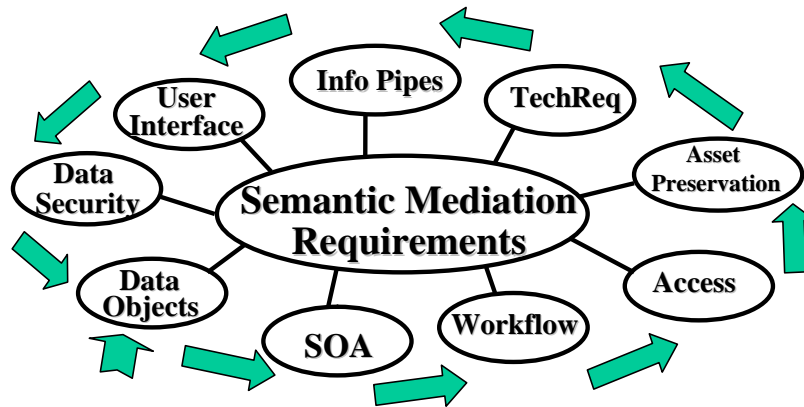 Info Pipes
User
Interface
TechReq
Data
Security
Asset
Preservation
Semantic Mediation
Requirements
Data
Objects
Access
SOA
Workflow